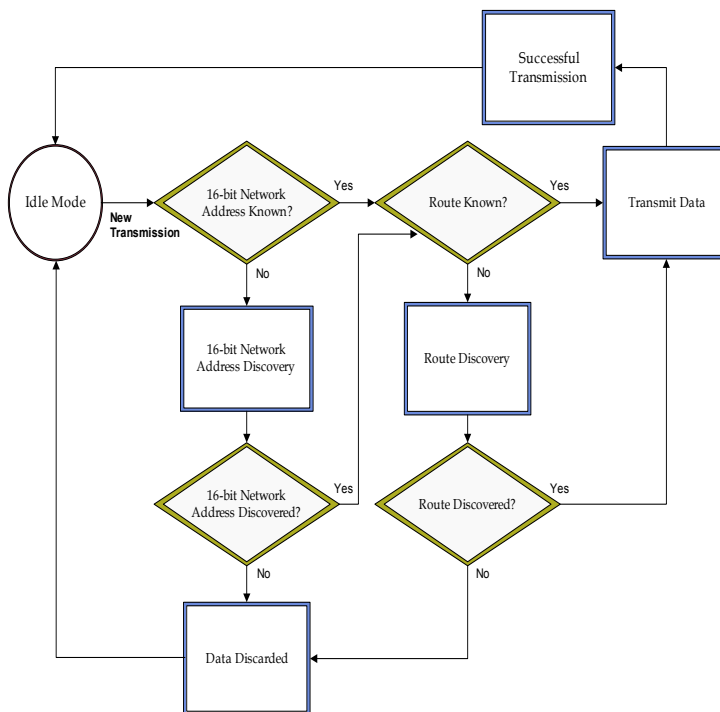 Successful
Transmission
Idle Mode
New
Transmission
16-bit Network
Address Known?
Yes
Route Known?
Yes
Transmit Data
No
No
16-bit Network
Address Discovery
Route Discovery
16-bit Network
Address Discovered?
Yes
Route Discovered?
Yes
No
No
Data Discarded